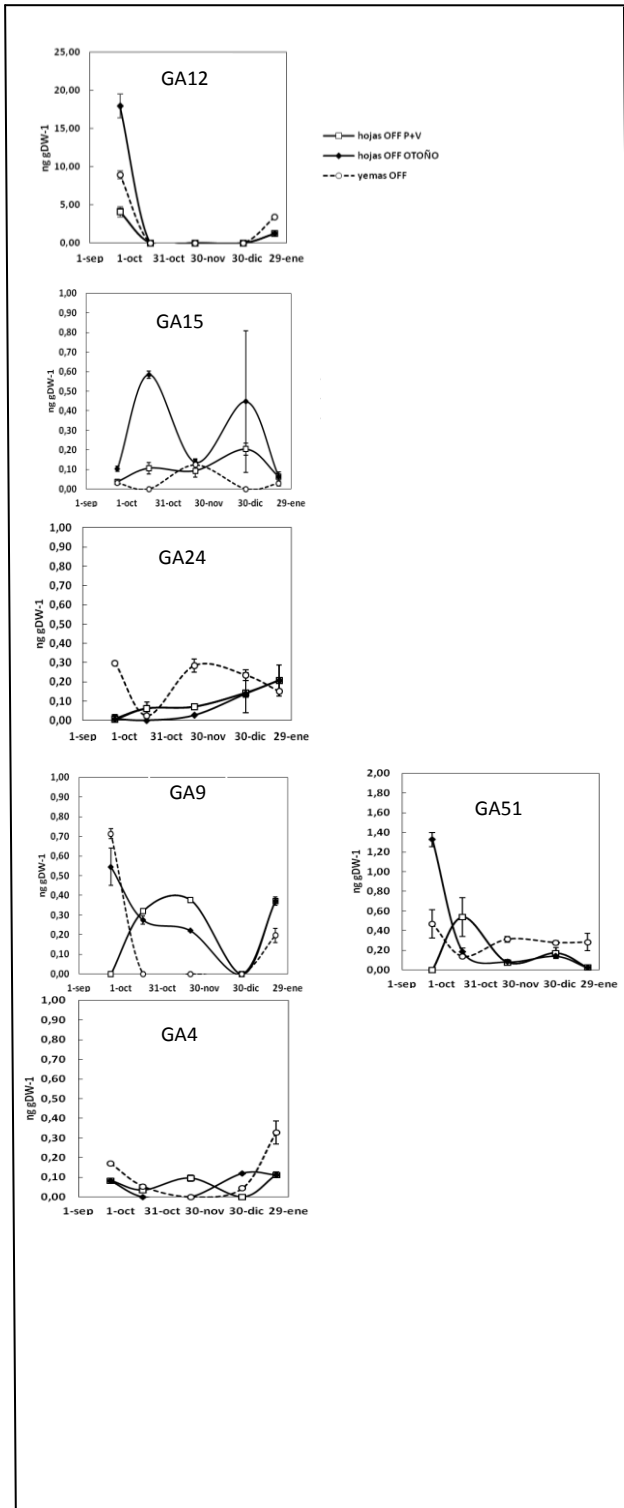 GA12
25,00
20,00
15,00
10,00
5,00
0,00
ng gDW-1
1-sep 1-oct 31-oct 30-nov 30-dic 29-ene
hojas OFF P+V
hojas OFF OTOÑO
yemas OFF
GA15
1,00
0,90
0,80
0,70
0,60
0,50
0,40
0,30
0,20
0,10
0,00
ng gDW-1
1-sep 1-oct 31-oct 30-nov 30-dic 29-ene
GA24
1,00
0,90
0,80
0,70
0,60
0,50
0,40
0,30
0,20
0,10
0,00
ng gDW-1
1-sep 1-oct 31-oct 30-nov 30-dic 29-ene
GA9
1,00
0,90
0,80
0,70
0,60
0,50
0,40
0,30
0,20
0,10
0,00
ng gDW-1
1-sep 1-oct 31-oct 30-nov 30-dic 29-ene
GA51
2,00
1,80
1,60
1,40
1,20
1,00
0,80
0,60
0,40
0,20
0,00
ng gDW-1
1-sep 1-oct 31-oct 30-nov 30-dic 29-ene
GA4
1,00
0,90
0,80
0,70
0,60
0,50
0,40
0,30
0,20
0,10
0,00
ng gDW-1
1-sep 1-oct 31-oct 30-nov 30-dic 29-ene